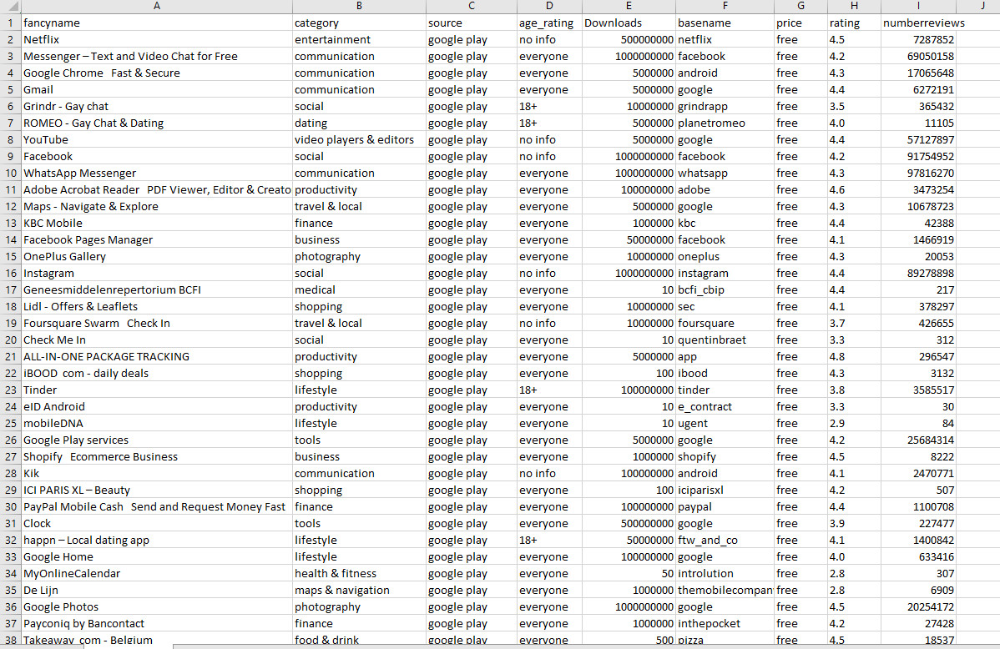 A B C D E F G H I J
1 fancyname category source age_rating Downloads basename price rating numberreviews
2 Netflix entertainment google play no info 500000000 netflix free 4.5 7287852
3 Messenger – Text and Video Chat for Free communication google play everyone 1000000000 facebook free 4.2 69050158
4 Google Chrome Fast & Secure communication google play everyone 5000000 android free 4.3 17065648
5 Gmail communication google play everyone 5000000 google free 4.4 6272191
6 Grindr - Gay chat social google play 18+ 10000000 grindrapp free 3.5 365432
7 ROMEO - Gay Chat & Dating dating google play 18+ 5000000 planetromeo free 4.0 11105
8 YouTube video players & editors google play no info 5000000 google free 4.4 57127897
9 Facebook social google play no info 1000000000 facebook free 4.2 91754952
10 WhatsApp Messenger communication google play everyone 1000000000 whatsapp free 4.3 97816270
11 Adobe Acrobat Reader PDF Viewer, Editor & Creato productivity google play everyone 100000000 adobe free 4.6 3473254
12 Maps - Navigate & Explore travel & local google play everyone 5000000 google free 4.3 10678723
13 KBC Mobile finance google play everyone 1000000 kbc free 4.4 42388
14 Facebook Pages Manager business google play everyone 50000000 facebook free 4.1 1466919
15 OnePlus Gallery photography google play everyone 10000000 oneplus free 4.3 20053
16 Instagram social google play no info 1000000000 instagram free 4.4 89278898
17 Geneesmiddelenrepertorium BCFI medical google play everyone 10 bcfi_cbip free 4.4 217
18 Lidl - Offers & Leaflets shopping google play everyone 10000000 sec free 4.1 378297
19 Foursquare Swarm Check In travel & local google play no info 10000000 foursquare free 3.7 426655
20 Check Me In social google play everyone 10 quentinbraet free 3.3 312
21 ALL-IN-ONE PACKAGE TRACKING productivity google play everyone 5000000 app free 4.8 296547
22 iBOOD com - daily deals shopping google play everyone 100 ibood free 4.3 3132
23 Tinder lifestyle google play 18+ 100000000 tinder free 3.8 3585517
24 eID Android productivity google play everyone 10 e_contract free 3.3 30
25 mobileDNA lifestyle google play everyone 10 ugent free 2.9 84
26 Google Play services tools google play everyone 5000000 google free 4.2 25684314
27 Shopify Ecommerce Business business google play everyone 1000000 shopify free 4.5 8222
28 Kik communication google play no info 100000000 android free 4.1 2470771
29 ICI PARIS XL – Beauty shopping google play everyone 100 iciparisxl free 4.2 507
30 PayPal Mobile Cash Send and Request Money Fast finance google play everyone 100000000 paypal free 4.4 1100708
31 Clock tools google play everyone 500000000 google free 3.9 227477
32 happn – Local dating app lifestyle google play 18+ 50000000 ftw_and_co free 4.1 1400842
33 Google Home lifestyle google play everyone 100000000 google free 4.0 633416
34 MyOnlineCalendar health & fitness google play everyone 50 introlution free 2.8 307
35 De Lijn maps & navigation google play everyone 1000000 themobilecompan free 2.8 6909
36 Google Photos photography google play everyone 1000000000 google free 4.5 20254172
37 Payconiq by Bancontact finance google play everyone 1000000 inthepocket free 4.2 27428
38 Takeaway com - Belgium food & drink google play everyone 500 pizza free 4.5 18537